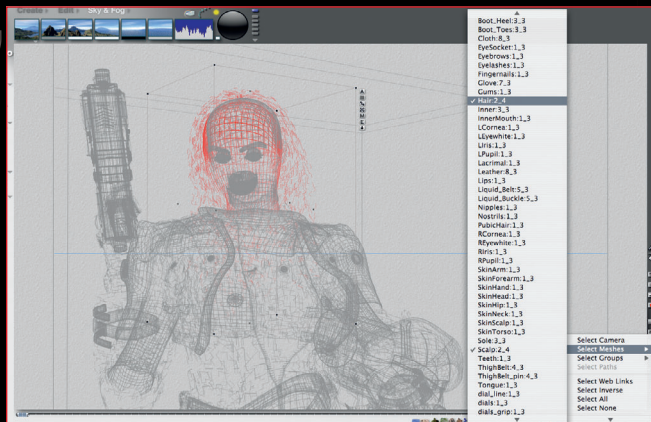 Create Edit Sky & Fog
Boot_Heel:3_3
Boot_Toes:3_3
Cloth:8_3
EyeSocket:1_3
Eyebrows:1_3
Eyelashes:1_3
Fingernails:1_3
Glove:7_3
Gums:1_3
Hair:2_4
Inner:3_3
InnerMouth:1_3
LCornea:1_3
LEyewhite:1_3
LIris:1_3
LPupil:1_3
Lacrimal:1_3
Leather:8_3
Lips:1_3
Liquid_Belt:5_3
Liquid_Buckle:5_3
Nipples:1_3
Nostrils:1_3
PubicHair:1_3
RCornea:1_3
REyewhite:1_3
RIris:1_3
RPupil:1_3
SkinArm:1_3
SkinForearm:1_3
SkinHand:1_3
SkinHead:1_3
SkinHip:1_3
SkinNeck:1_3
SkinScalp:1_3
SkinTorso:1_3
Sole:3_3
Scalp:2_4
Teeth:1_3
ThighBelt:4_3
ThighBelt_pin:4_3
Tongue:1_3
dial_line:1_3
dials:1_3
dials_grip:1_3
Select Camera
Select Meshes
Select Groups
Select Paths
Select Web Links
Select Inverse
Select All
Select None